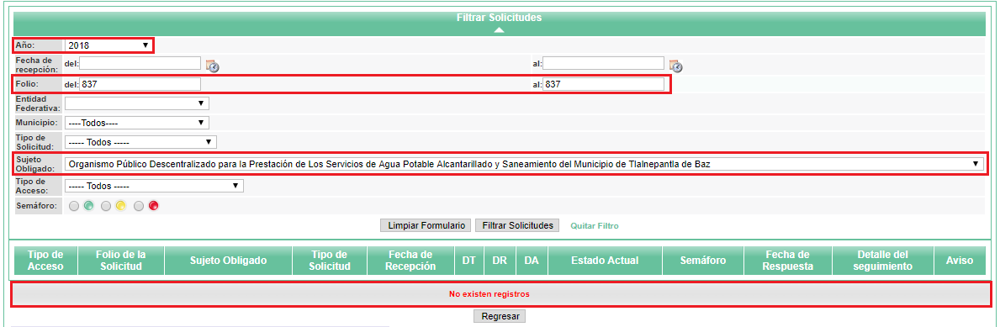 Filtrar Solicitudes
Año: 2018
Fecha de recepción: del: al:
Folio: del: 837 al: 837
Entidad Federativa:
Municipio: ----Todos----
Tipo de Solicitud: ----- Todos -----
Sujeto Obligado: Organismo Público Descentralizado para la Prestación de Los Servicios de Agua Potable Alcantarillado y Saneamiento del Municipio de Tlalnepantla de Baz
Tipo de Acceso: ----- Todos -----
Semáforo:
Limpiar Formulario Filtrar Solicitudes Quitar Filtro
Tipo de Acceso Folio de la Solicitud Sujeto Obligado Tipo de Solicitud Fecha de Recepción DT DR DA Estado Actual Semáforo Fecha de Respuesta Detalle del seguimiento Aviso
No existen registros
Regresar